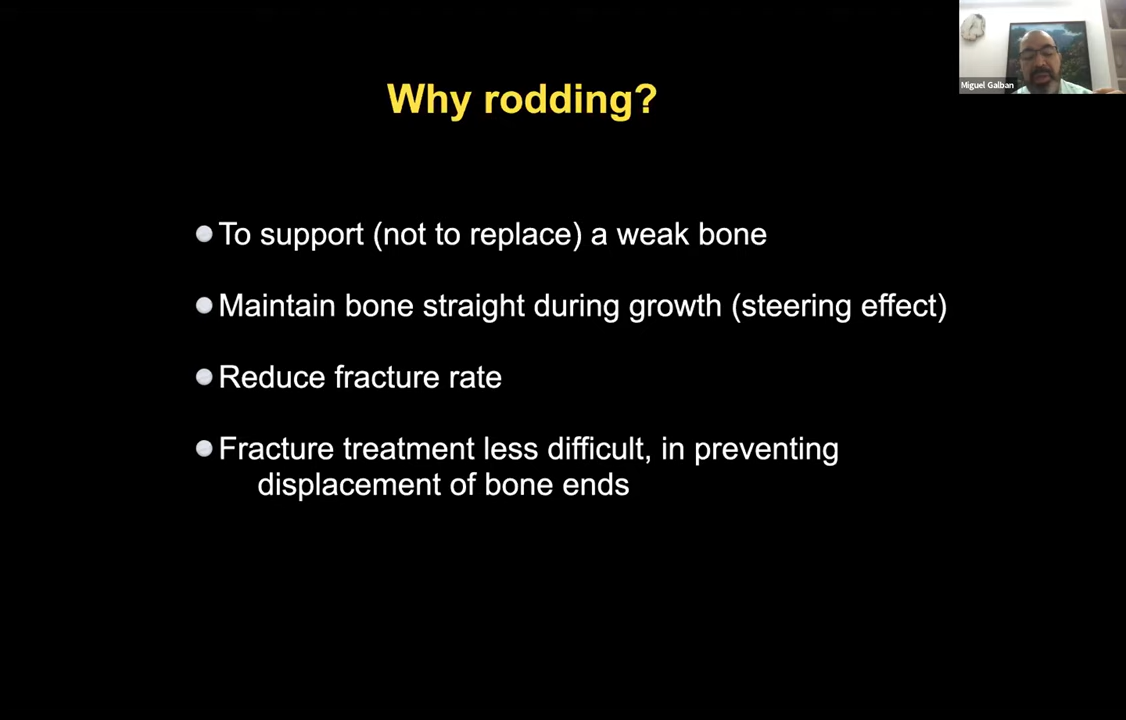 Why rodding?
Miguel Galban
To support (not to replace) a weak bone
Maintain bone straight during growth (steering effect)
Reduce fracture rate
Fracture treatment less difficult, in preventing
displacement of bone ends